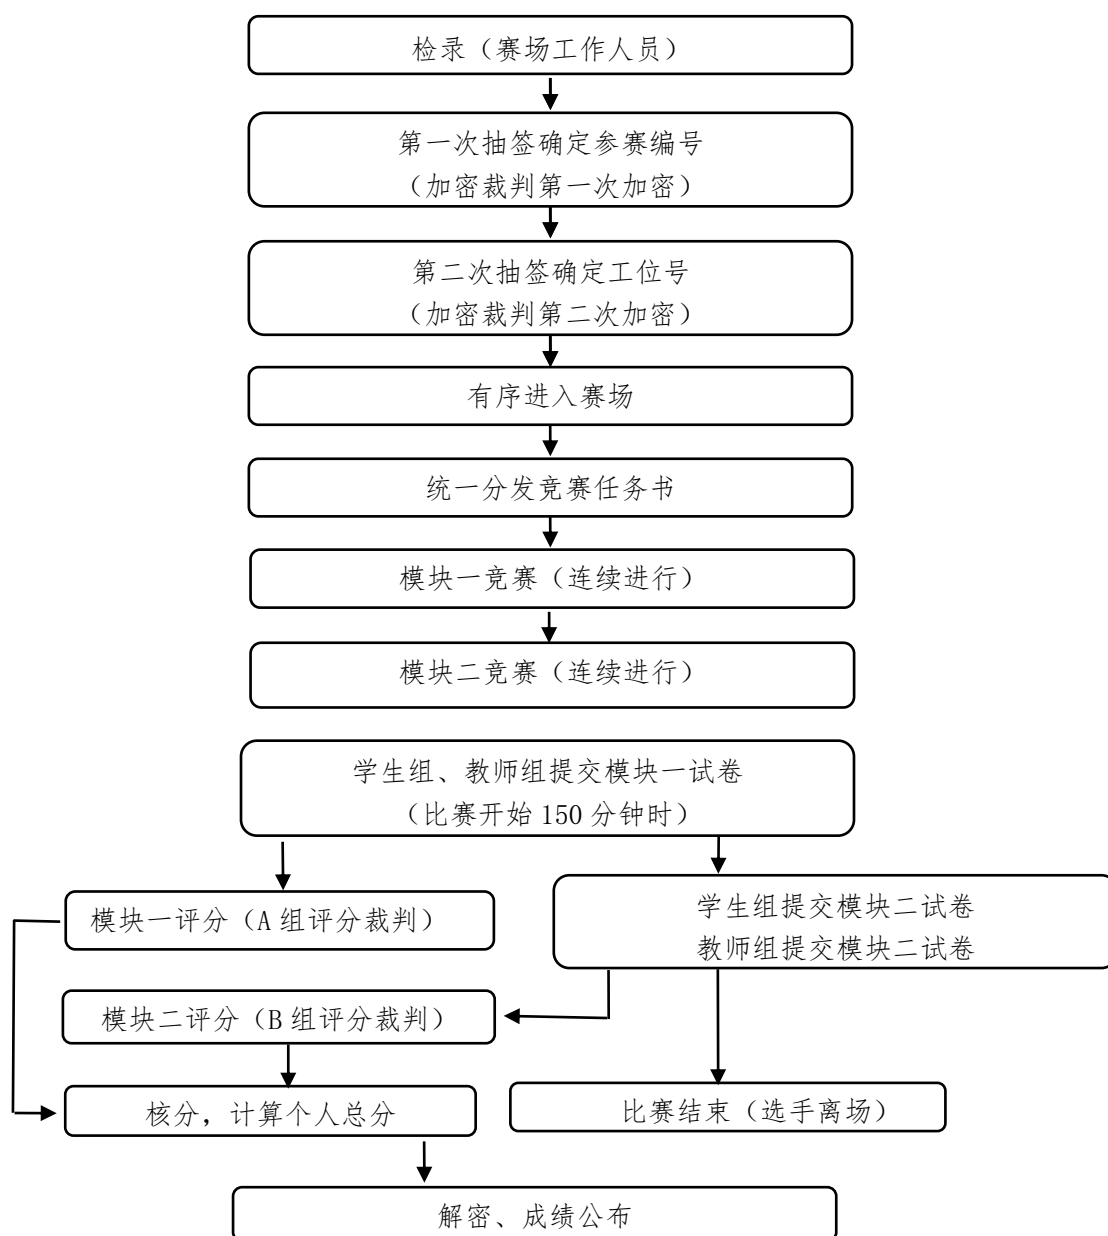 检录（赛场工作人员）
第一次抽签确定参赛编号
（加密裁判第一次加密）
第二次抽签确定工位号
（加密裁判第二次加密）
有序进入赛场
统一分发竞赛任务书
模块一竞赛（连续进行）
模块二竞赛（连续进行）
学生组、教师组提交模块一试卷
（比赛开始 150 分钟时）
模块一评分（A 组评分裁判）
学生组提交模块二试卷
教师组提交模块二试卷
模块二评分（B 组评分裁判）
核分，计算个人总分
比赛结束（选手离场）
解密、成绩公布